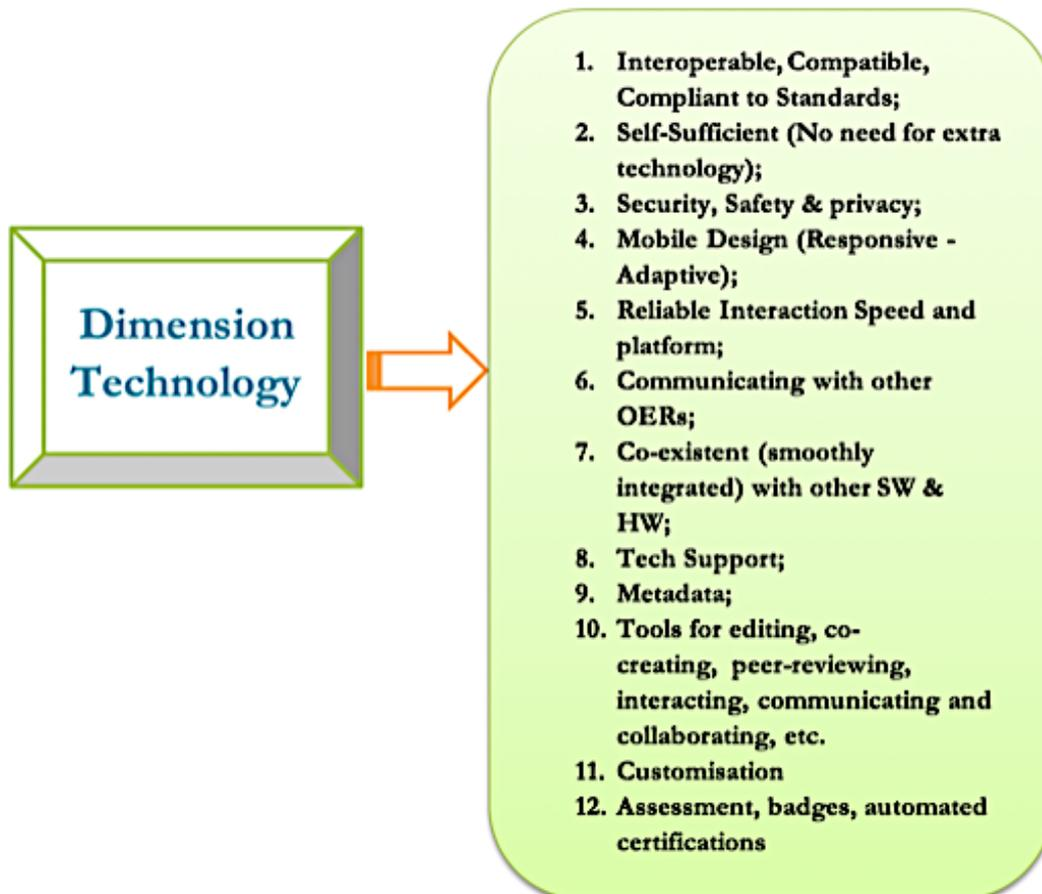 Dimension
Technology
1. Interoperable, Compatible,
Compliant to Standards;
2. Self-Sufficient (No need for extra
technology);
3. Security, Safety & privacy;
4. Mobile Design (Responsive -
Adaptive);
5. Reliable Interaction Speed and
platform;
6. Communicating with other
OERs;
7. Co-existent (smoothly
integrated) with other SW &
HW;
8. Tech Support;
9. Metadata;
10. Tools for editing, co-
creating, peer-reviewing,
interacting, communicating and
collaborating, etc.
11. Customisation
12. Assessment, badges, automated
certifications